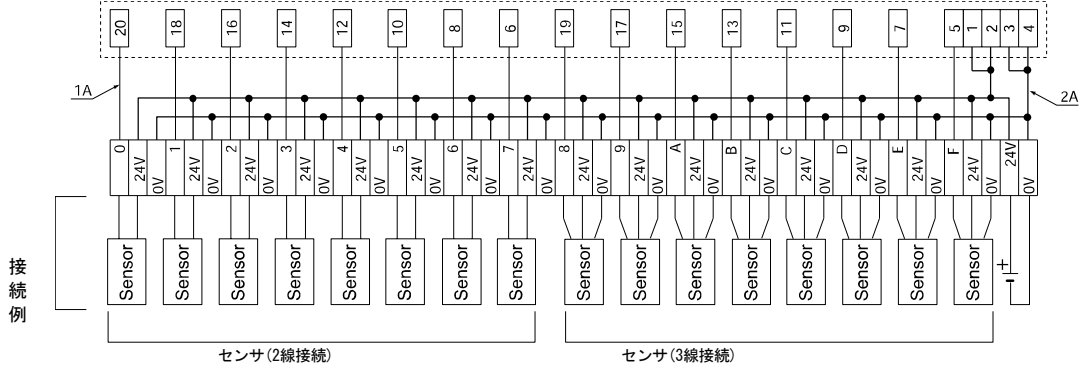 20 18 16 14 12 10 8 6 19 17 15 13 11 9 7 5 1 2 3 4
1A 2A
0 24V 0V 1 24V 0V 2 24V 0V 3 24V 0V 4 24V 0V 5 24V 0V 6 24V 0V 7 24V 0V 8 24V 0V 9 24V 0V A 24V 0V B 24V 0V C 24V 0V D 24V 0V E 24V 0V F 24V 0V 24V 0V
接続例
Sensor Sensor Sensor Sensor Sensor Sensor Sensor Sensor Sensor Sensor Sensor Sensor Sensor Sensor Sensor Sensor + -
センサ(2線接続) センサ(3線接続)